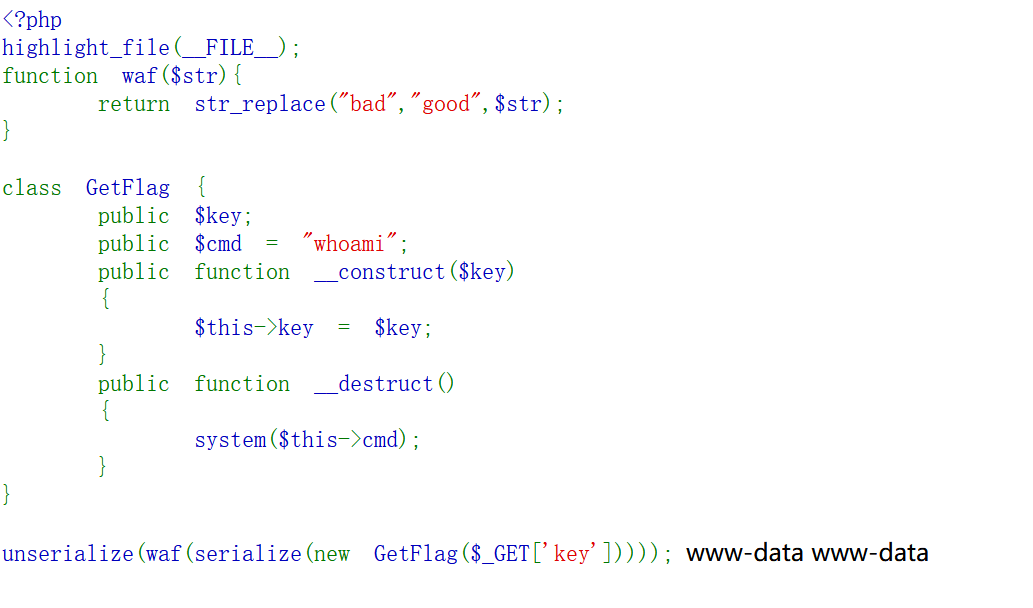 <?php
highlight_file(__FILE__);
function waf($str){
return str_replace("bad","good",$str);
}
class GetFlag {
public $key;
public $cmd = "whoami";
public function __construct($key)
{
$this->key = $key;
}
public function __destruct()
{
system($this->cmd);
}
}
unserialize(waf(serialize(new GetFlag($_GET['key'])))); www-data www-data